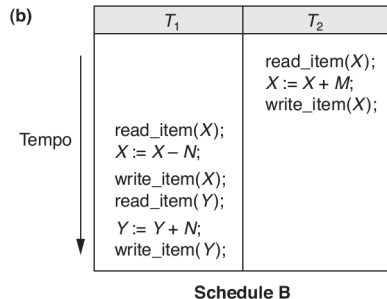 (b)
T₁
T₂
read_item(X);
X := X + M;
write_item(X);
Tempo
read_item(X);
X := X – N;
write_item(X);
read_item(Y);
Y := Y + N;
write_item(Y);
Schedule B